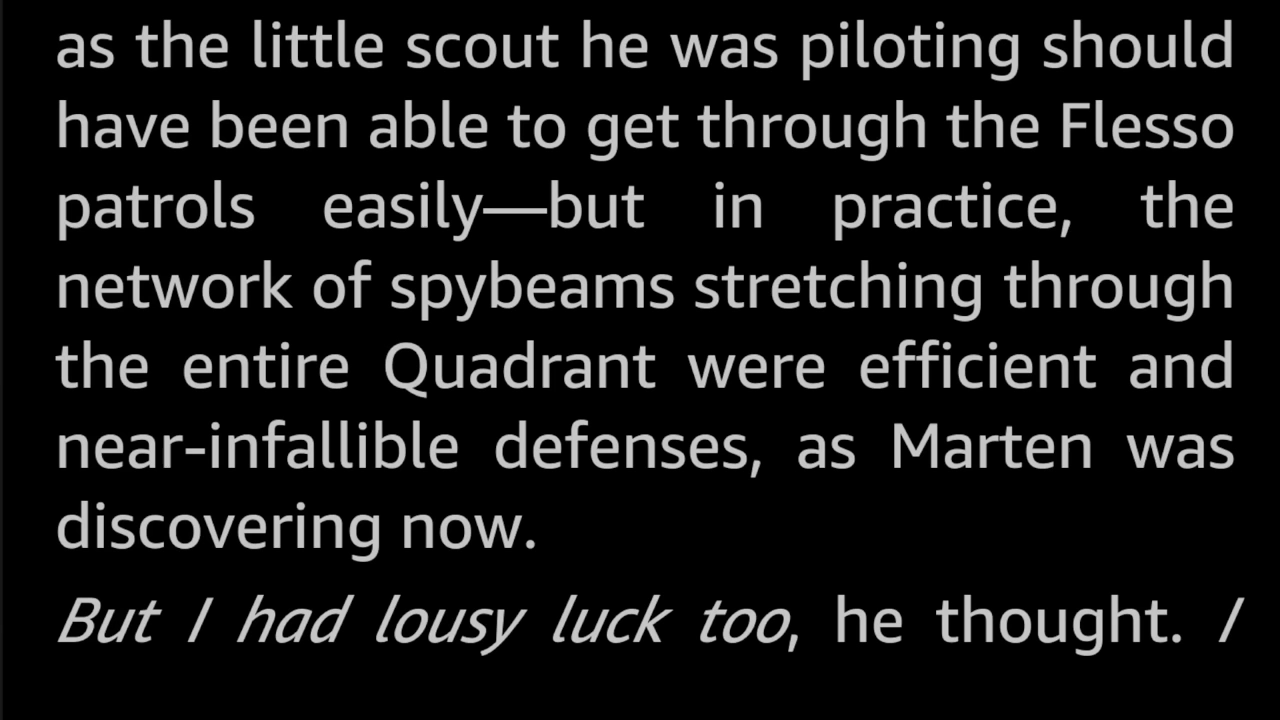 as the little scout he was piloting should
have been able to get through the Flesso
patrols easily—but in practice, the
network of spybeams stretching through
the entire Quadrant were efficient and
near-infallible defenses, as Marten was
discovering now.
But I had lousy luck too, he thought. I